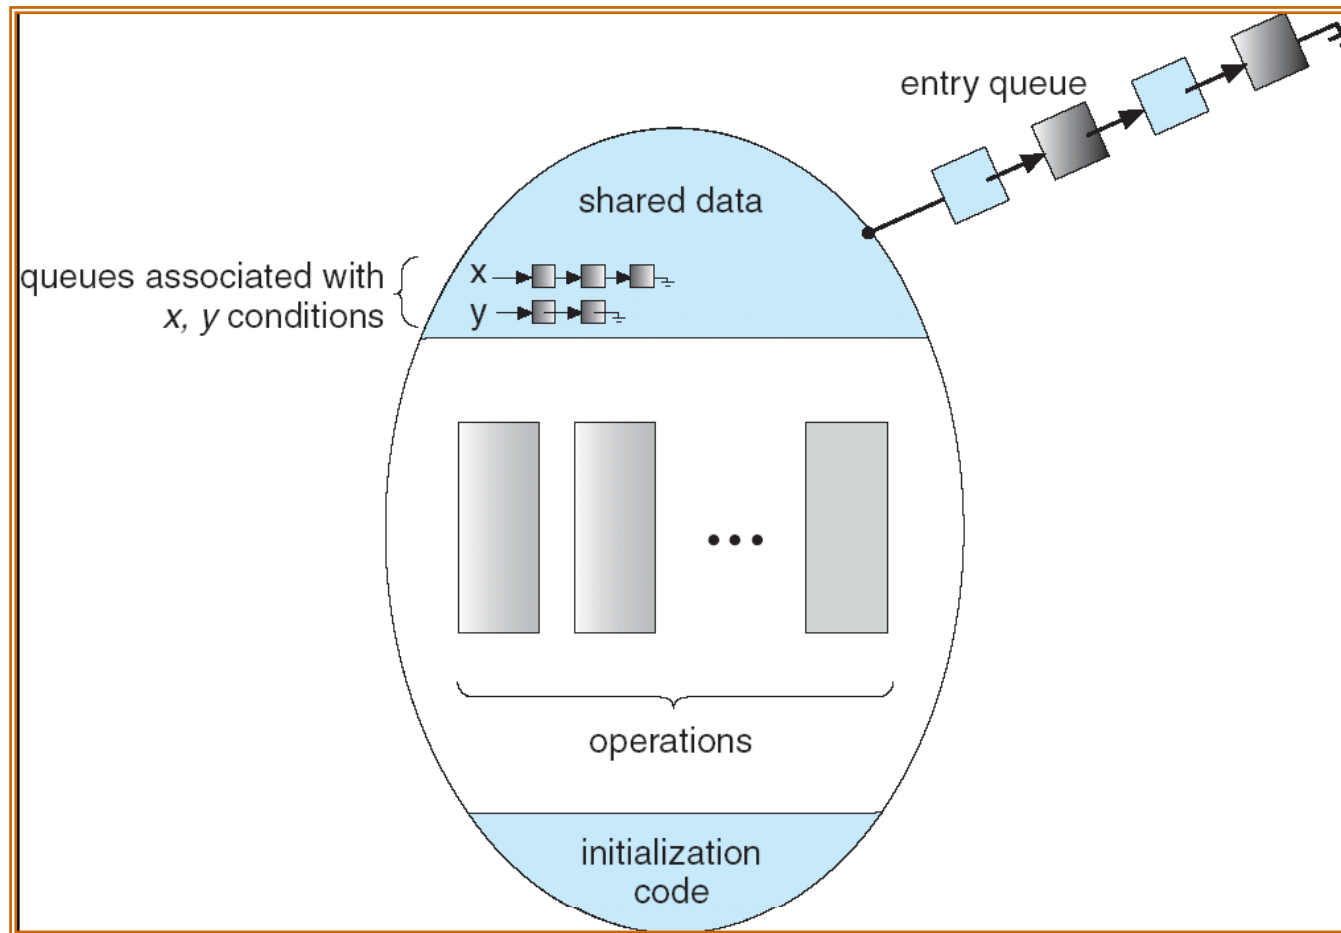 entry queue
shared data
queues associated with
x, y conditions
x
y
operations
initialization
code